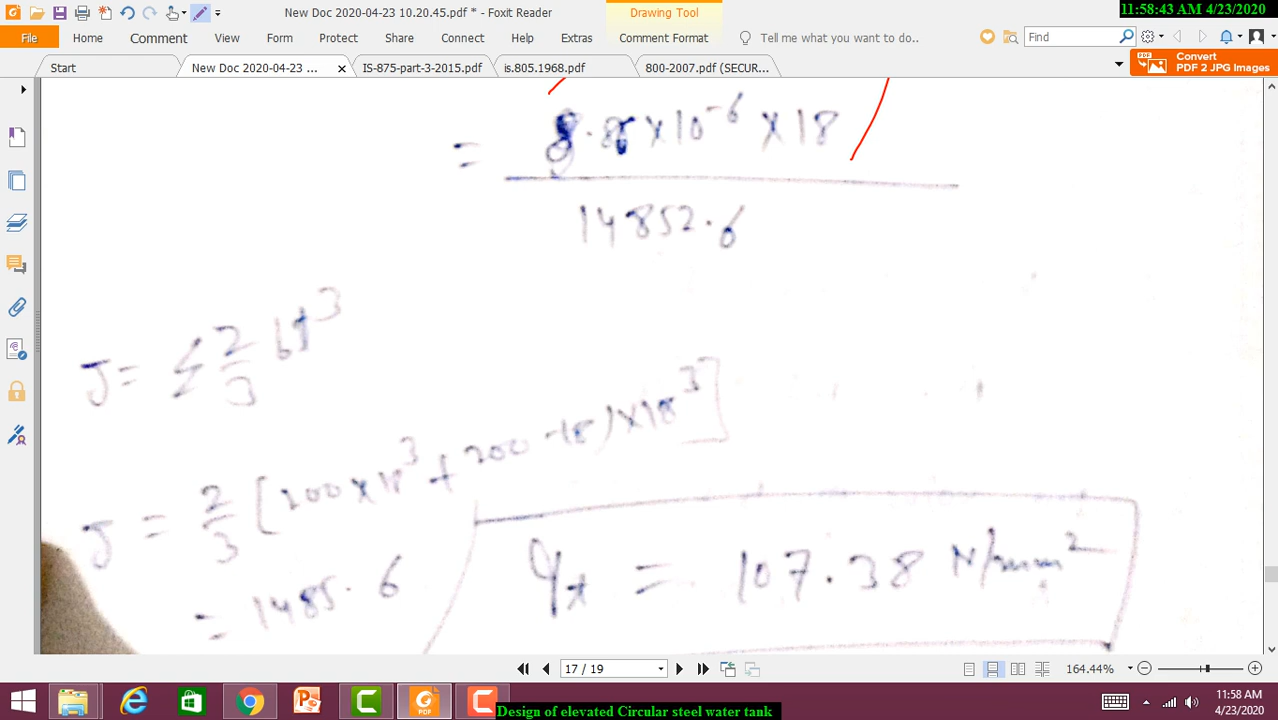 New Doc 2020-04-23 10.20.45.pdf * - Foxit Reader
Drawing Tool
11:58:43 AM 4/23/2020
File Home Comment View Form Protect Share Connect Help Extras Comment Format Tell me what you want to do.. Find
Start New Doc 2020-04-23 ... IS-875-part-3-wins.pdf is.805.1968.pdf 800-2007.pdf (SECUR...
Convert
PDF 2 JPG Images
= × 10⁻⁶ × 18
14852.6
J = Σ 2/3 bt³
J = 2/3 [200 × 18³ + 200 - 18) × 18³]
= 1485.6
= 107.38 N/mm²
17 / 19
164.44%
PDF
11:58 AM
4/23/2020
Design of elevated Circular steel water tank